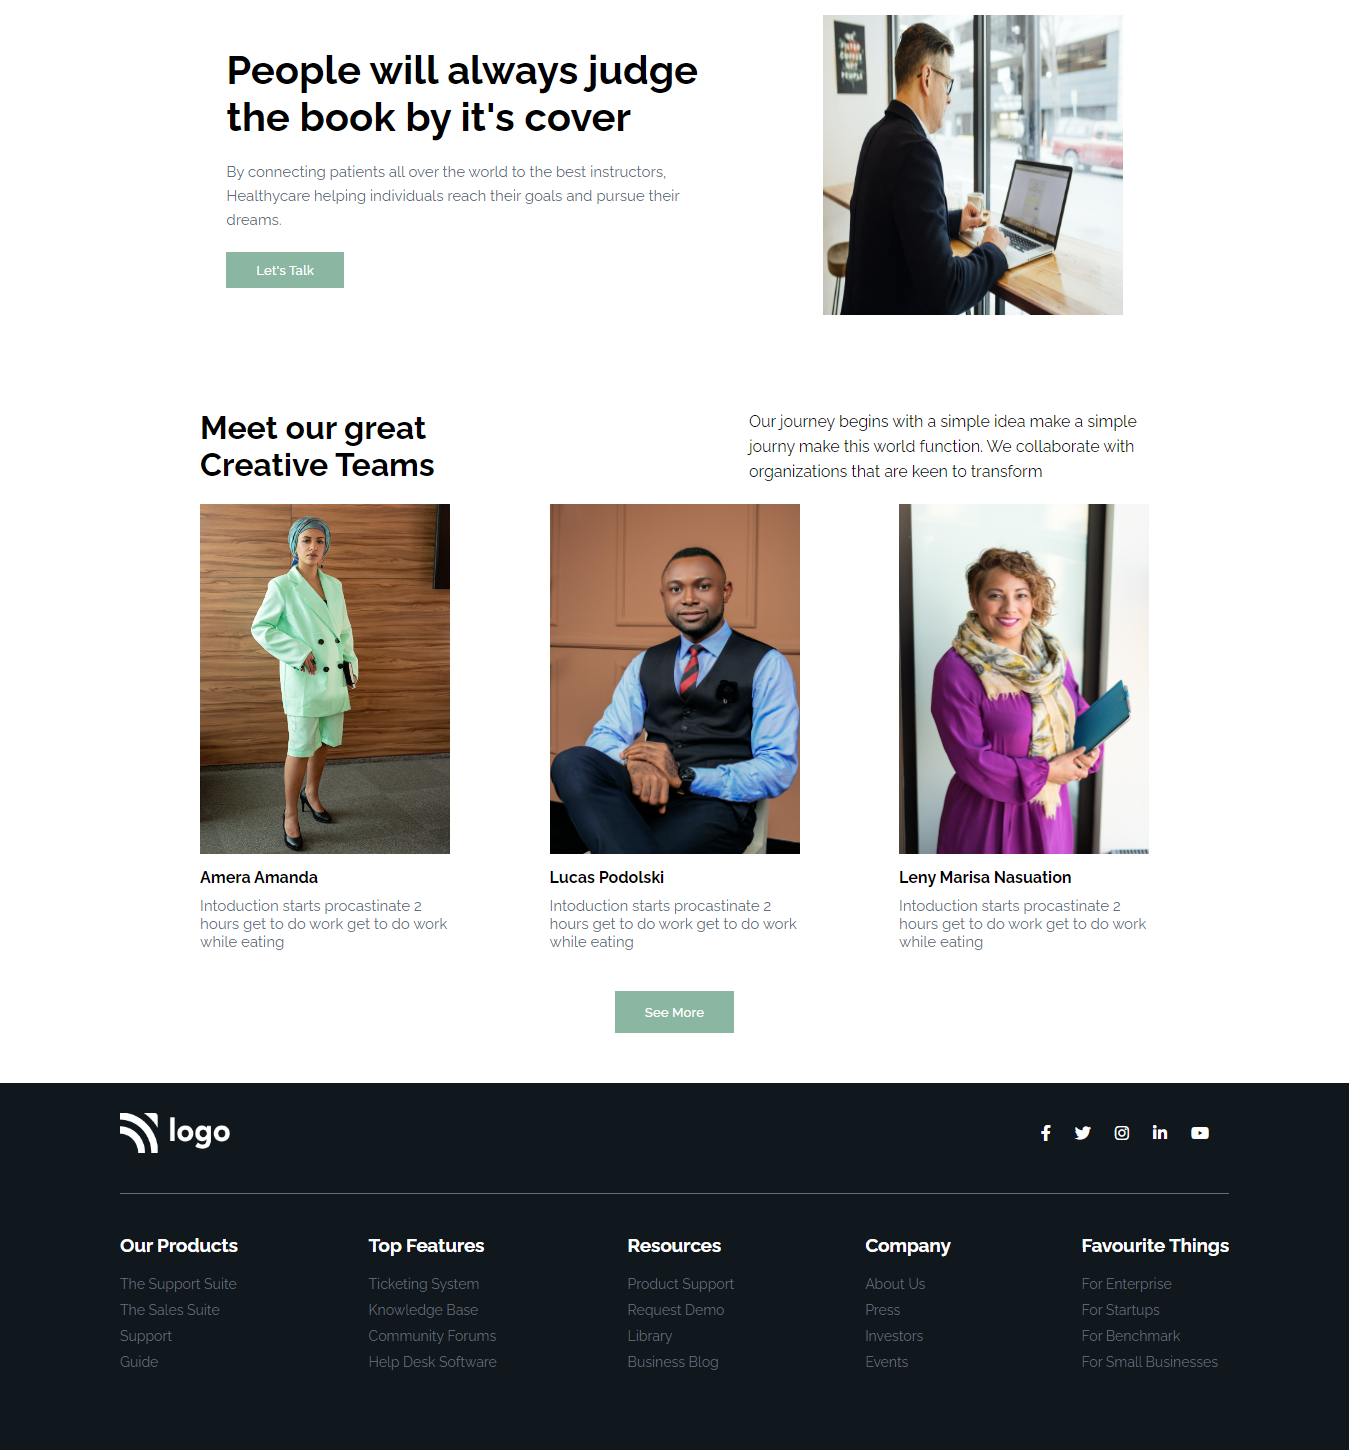 People will always judge
the book by it's cover
By connecting patients all over the world to the best instructors,
Healthycare helping individuals reach their goals and pursue their
dreams.
Let's Talk
Meet our great
Creative Teams
Our journey begins with a simple idea make a simple
journy make this world function. We collaborate with
organizations that are keen to transform
Amera Amanda
Intoduction starts procastinate 2
hours get to do work get to do work
while eating
Lucas Podolski
Intoduction starts procastinate 2
hours get to do work get to do work
while eating
Leny Marisa Nasuation
Intoduction starts procastinate 2
hours get to do work get to do work
while eating
See More
logo
Our Products
The Support Suite
The Sales Suite
Support
Guide
Top Features
Ticketing System
Knowledge Base
Community Forums
Help Desk Software
Resources
Product Support
Request Demo
Library
Business Blog
Company
About Us
Press
Investors
Events
Favourite Things
For Enterprise
For Startups
For Benchmark
For Small Businesses